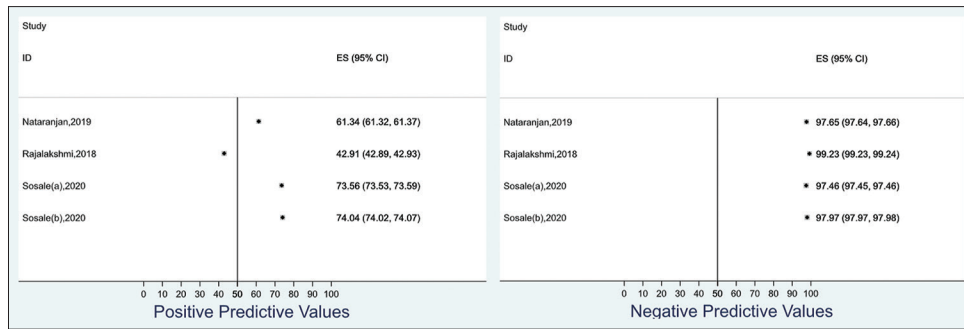 Study
ID ES (95% CI)
Nataranjan,2019 61.34 (61.32, 61.37)
Rajalakshmi,2018 42.91 (42.89, 42.93)
Sosale(a),2020 73.56 (73.53, 73.59)
Sosale(b),2020 74.04 (74.02, 74.07)
0 10 20 30 40 50 60 70 80 90 100
Positive Predictive Values
Study
ID ES (95% CI)
Nataranjan,2019 97.65 (97.64, 97.66)
Rajalakshmi,2018 99.23 (99.23, 99.24)
Sosale(a),2020 97.46 (97.45, 97.46)
Sosale(b),2020 97.97 (97.97, 97.98)
0 10 20 30 40 50 60 70 80 90 100
Negative Predictive Values